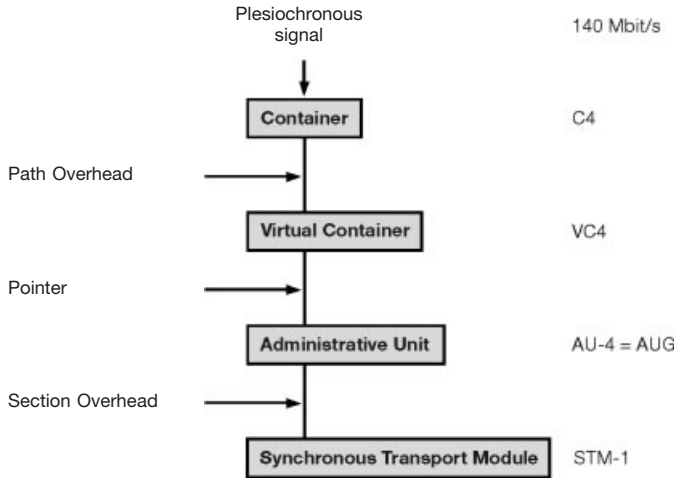 Plesiochronous
signal
140 Mbit/s
Container
C4
Path Overhead
Virtual Container
VC4
Pointer
Administrative Unit
AU-4 = AUG
Section Overhead
Synchronous Transport Module
STM-1